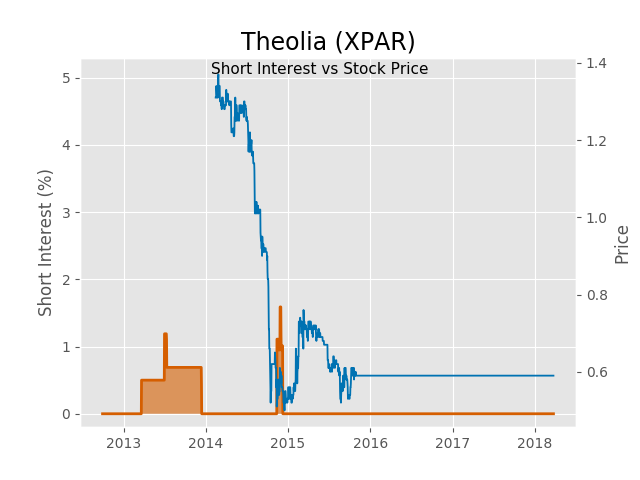 Theolia (XPAR)
Short Interest vs Stock Price
Short Interest (%)
5
4
3
2
1
0
1.4
1.2
1.0
0.8
0.6
Price
2013 2014 2015 2016 2017 2018